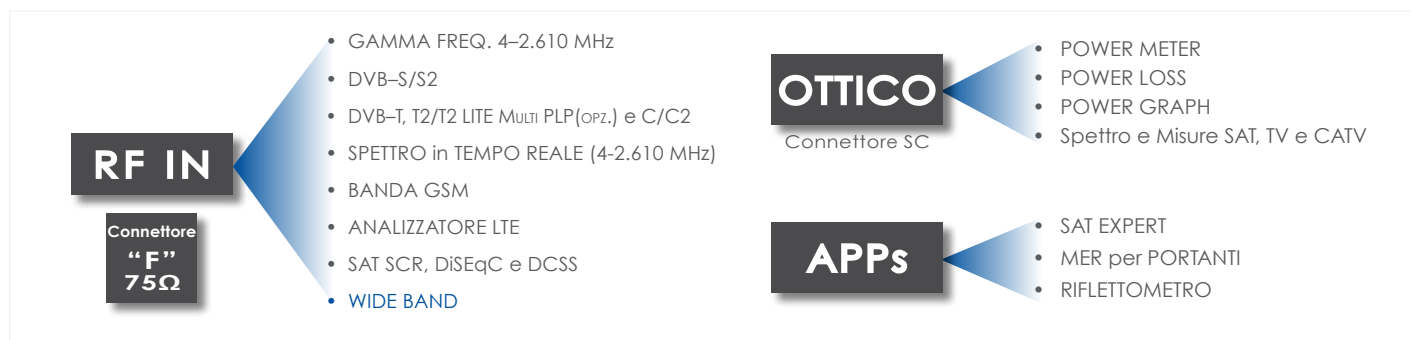 RF IN
Connettore
“F”
75Ω
• GAMMA FREQ. 4–2.610 MHz
• DVB–S/S2
• DVB–T, T2/T2 LITE MULTI PLP(OPZ.) e C/C2
• SPETTRO in TEMPO REALE (4-2.610 MHz)
• BANDA GSM
• ANALIZZATORE LTE
• SAT SCR, DiSEqC e DCSS
• WIDE BAND
OTTICO
Connettore SC
• POWER METER
• POWER LOSS
• POWER GRAPH
• Spettro e Misure SAT, TV e CATV
APPs
• SAT EXPERT
• MER per PORTANTI
• RIFLETTOMETRO